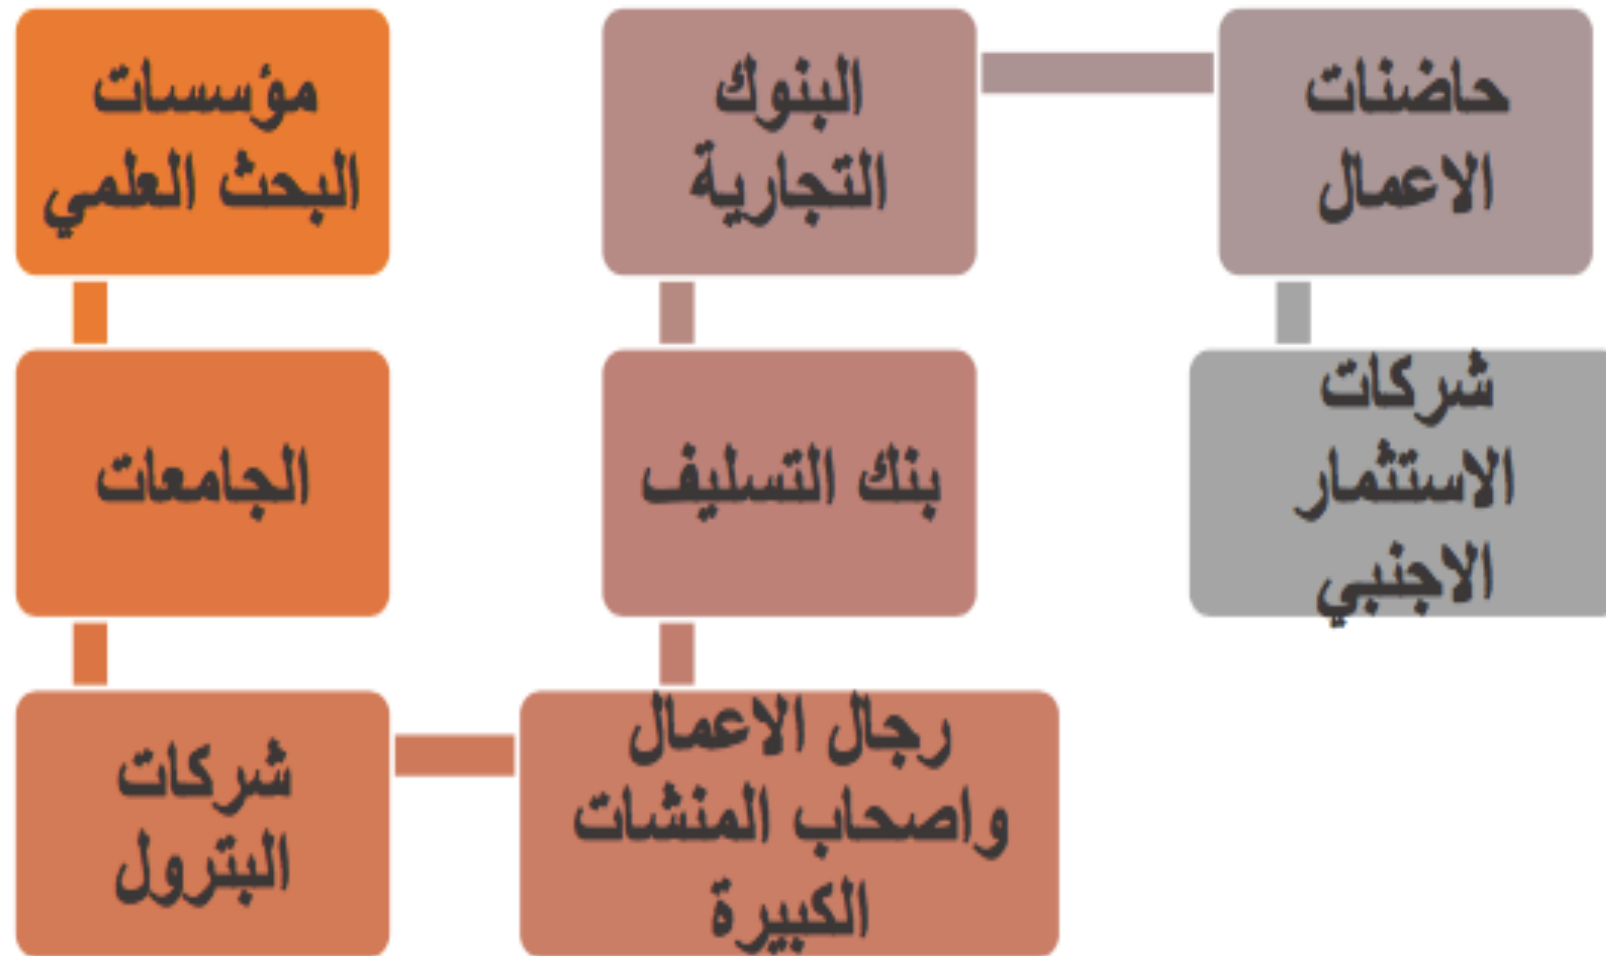 مؤسسات
البحث العلمي
الجامعات
شركات
البترول
رجال الاعمال
واصحاب المنشات
الكبيرة
بنك التسليف
البنوك
التجارية
حاضنات
الاعمال
شركات
الاستثمار
الاجنبي